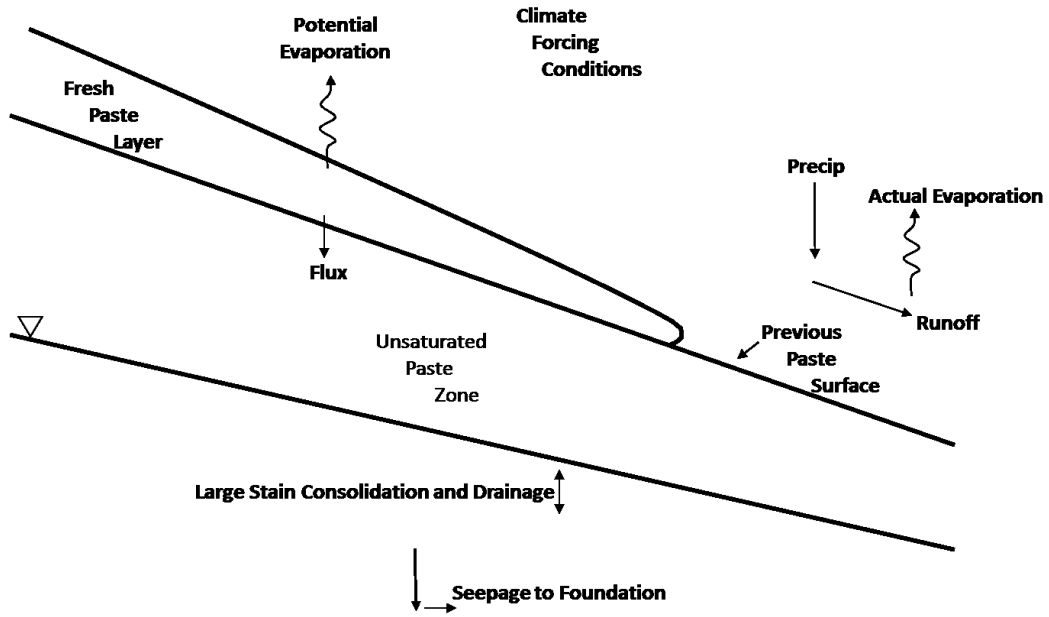 Climate
Forcing
Conditions
Potential
Evaporation
Fresh
Paste
Layer
Precip
Actual Evaporation
Flux
Runoff
Previous
Paste
Surface
Unsaturated
Paste
Zone
Large Stain Consolidation and Drainage
Seepage to Foundation